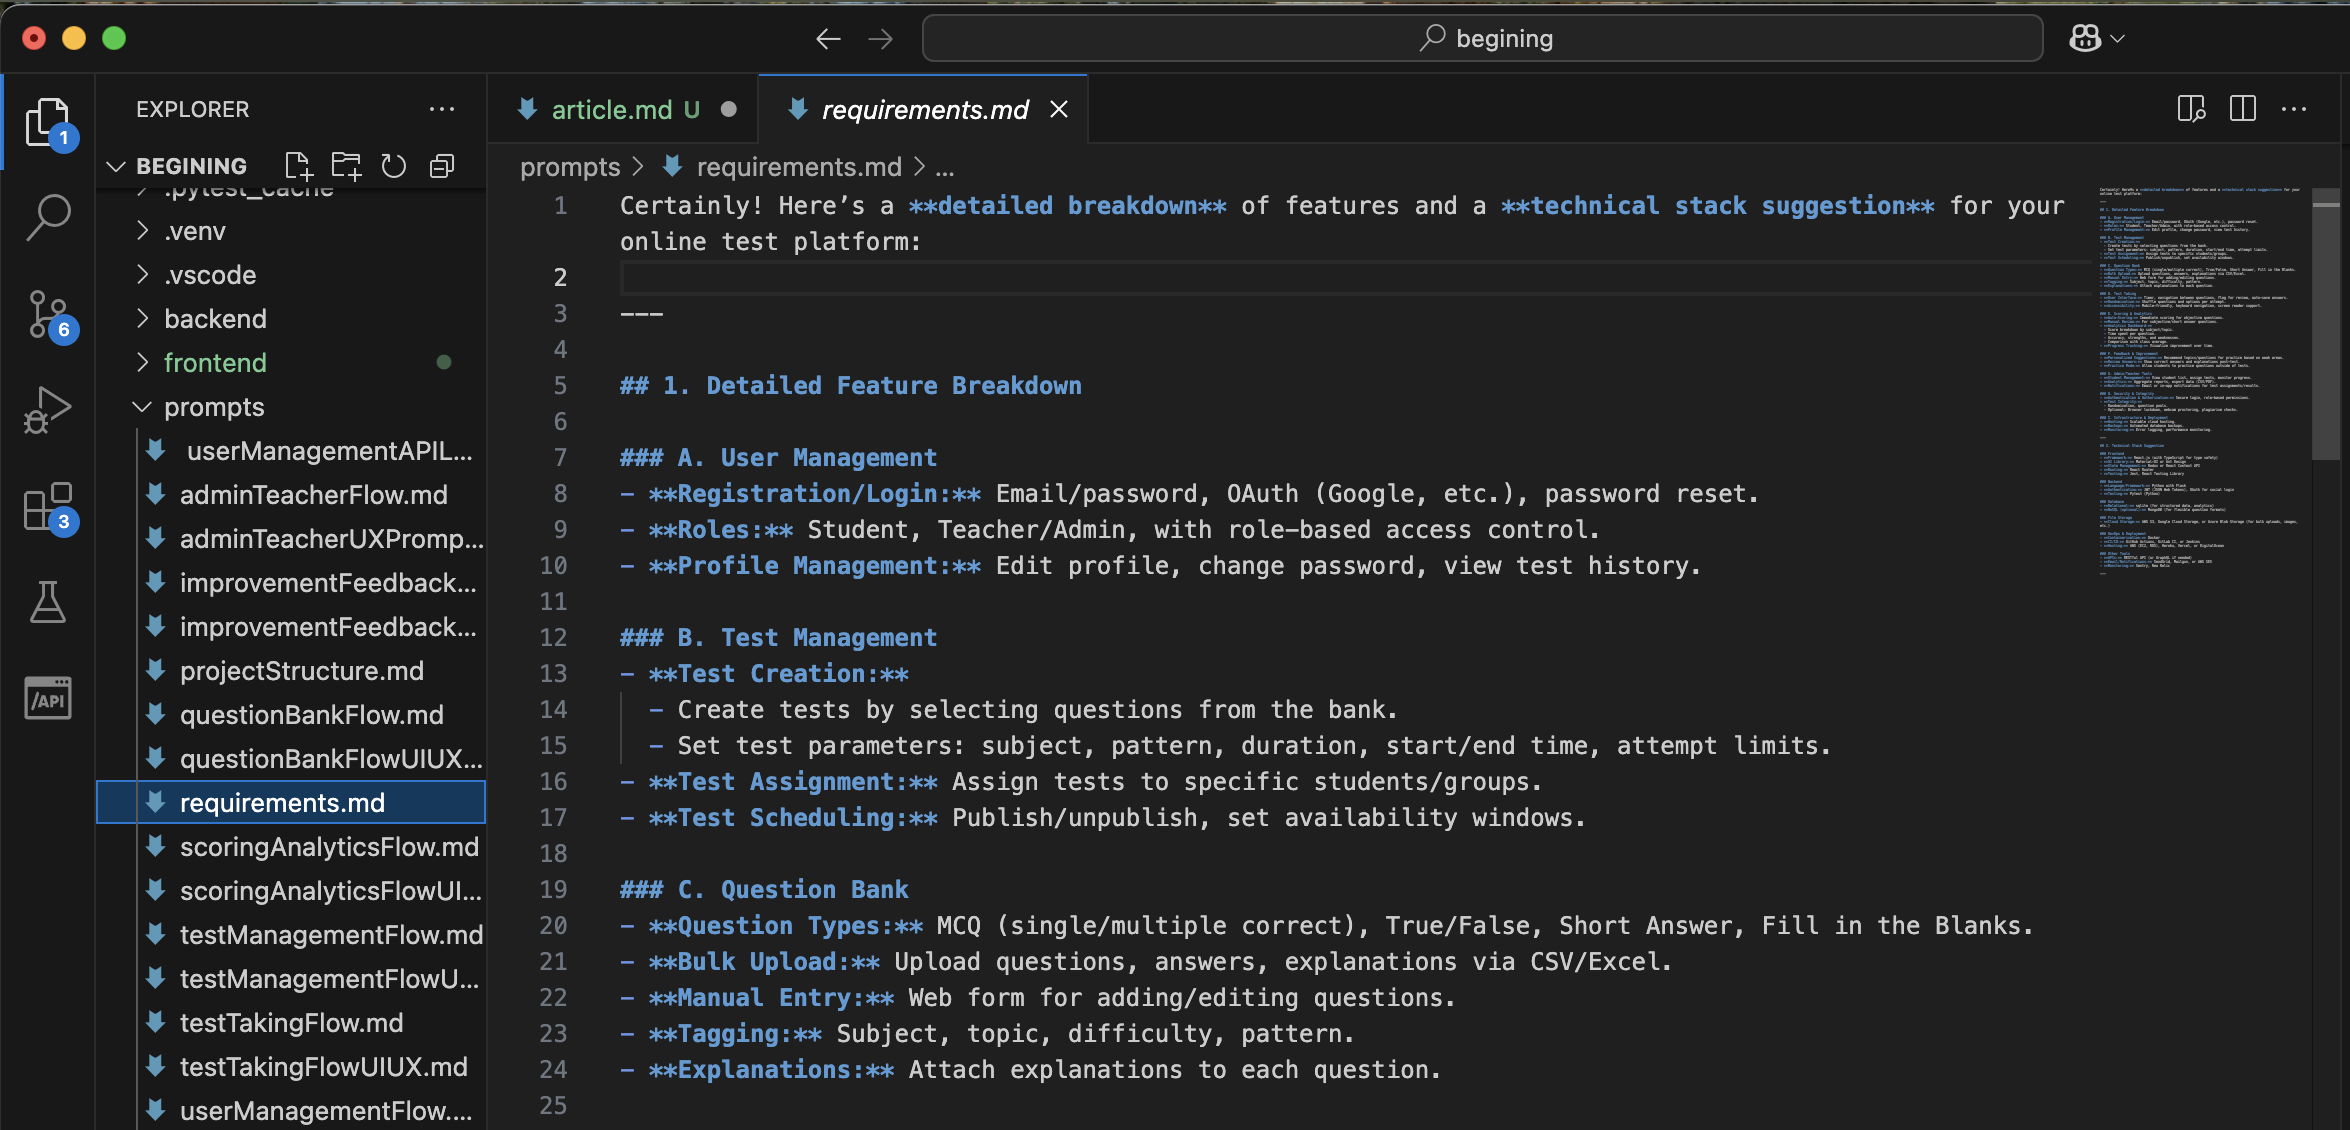 begining
EXPLORER
BEGINING
.pytest_cache
.venv
.vscode
backend
frontend
prompts
userManagementAPIL...
adminTeacherFlow.md
adminTeacherUXPromp...
improvementFeedback...
improvementFeedback...
projectStructure.md
questionBankFlow.md
questionBankFlowUIUX...
requirements.md
scoringAnalyticsFlow.md
scoringAnalyticsFlowUI...
testManagementFlow.md
testManagementFlowU...
testTakingFlow.md
testTakingFlowUIUX.md
userManagementFlow....
1
6
3
/API
article.md U
requirements.md
prompts > requirements.md > ...
1 Certainly! Here’s a **detailed breakdown** of features and a **technical stack suggestion** for your
online test platform:
2
3 ---
4
5 ## 1. Detailed Feature Breakdown
6
7 ### A. User Management
8 - **Registration/Login:** Email/password, OAuth (Google, etc.), password reset.
9 - **Roles:** Student, Teacher/Admin, with role-based access control.
10 - **Profile Management:** Edit profile, change password, view test history.
11
12 ### B. Test Management
13 - **Test Creation:**
14 - Create tests by selecting questions from the bank.
15 - Set test parameters: subject, pattern, duration, start/end time, attempt limits.
16 - **Test Assignment:** Assign tests to specific students/groups.
17 - **Test Scheduling:** Publish/unpublish, set availability windows.
18
19 ### C. Question Bank
20 - **Question Types:** MCQ (single/multiple correct), True/False, Short Answer, Fill in the Blanks.
21 - **Bulk Upload:** Upload questions, answers, explanations via CSV/Excel.
22 - **Manual Entry:** Web form for adding/editing questions.
23 - **Tagging:** Subject, topic, difficulty, pattern.
24 - **Explanations:** Attach explanations to each question.
25